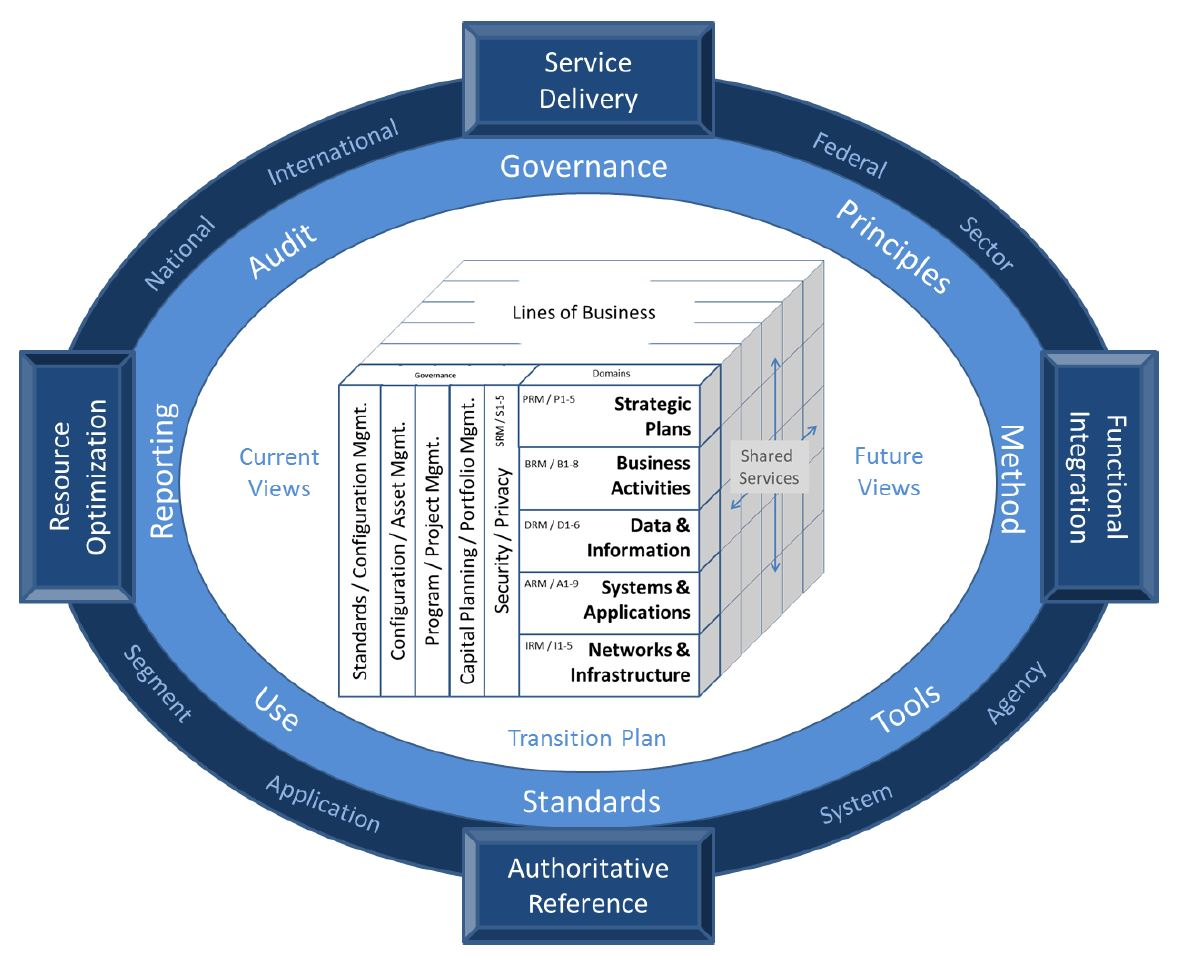 Service
Delivery
International
Federal
Governance
National
Audit
Principles
Sector
Lines of Business
Governance
Domains
Resource
Optimization
Reporting
Current
Views
Standards / Configuration Mgmt.
Configuration / Asset Mgmt.
Program / Project Mgmt.
Capital Planning / Portfolio Mgmt.
Security / Privacy SRM / S1-5
PRM / P1-5
Strategic
Plans
BRM / B1-8
Business
Activities
DRM / D1-6
Data &
Information
ARM / A1-9
Systems &
Applications
IRM / I1-5
Networks &
Infrastructure
Shared
Services
Future
Views
Method
Functional
Integration
Segment
Use
Tools
Agency
Transition Plan
Application
Standards
System
Authoritative
Reference